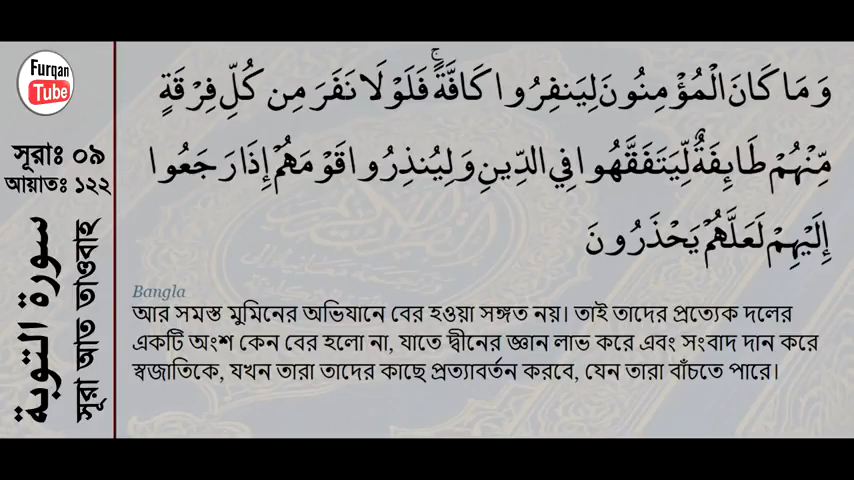 Furqan
Tube
সূরাঃ ০৯
আয়াতঃ ১২২
سورة التوبة
সূরা আত তাওবাহ
وَمَا كَانَ الْمُؤْمِنُونَ لِيَنفِرُوا كَافَّةً ۚ فَلَوْلَا نَفَرَ مِن كُلِّ فِرْقَةٍ
مِّنْهُمْ طَائِفَةٌ لِّيَتَفَقَّهُوا فِي الدِّينِ وَلِيُنذِرُوا قَوْمَهُمْ إِذَا رَجَعُوا
إِلَيْهِمْ لَعَلَّهُمْ يَحْذَرُونَ
Bangla
আর সমস্ত মুমিনের অভিযানে বের হওয়া সঙ্গত নয়। তাই তাদের প্রত্যেক দলের
একটি অংশ কেন বের হলো না, যাতে দ্বীনের জ্ঞান লাভ করে এবং সংবাদ দান করে
স্বজাতিকে, যখন তারা তাদের কাছে প্রত্যাবর্তন করবে, যেন তারা বাঁচতে পারে।